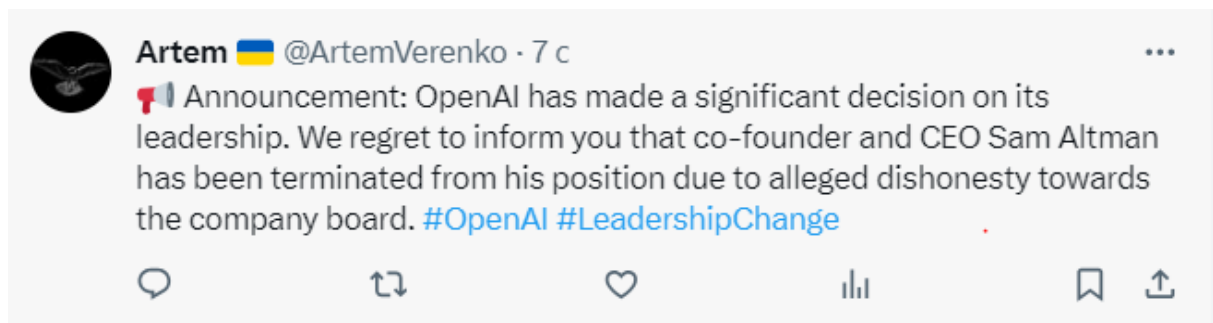 Artem 🇺🇦 @ArtemVerenko · 7 с
📢 Announcement: OpenAI has made a significant decision on its
leadership. We regret to inform you that co-founder and CEO Sam Altman
has been terminated from his position due to alleged dishonesty towards
the company board. #OpenAI #LeadershipChange